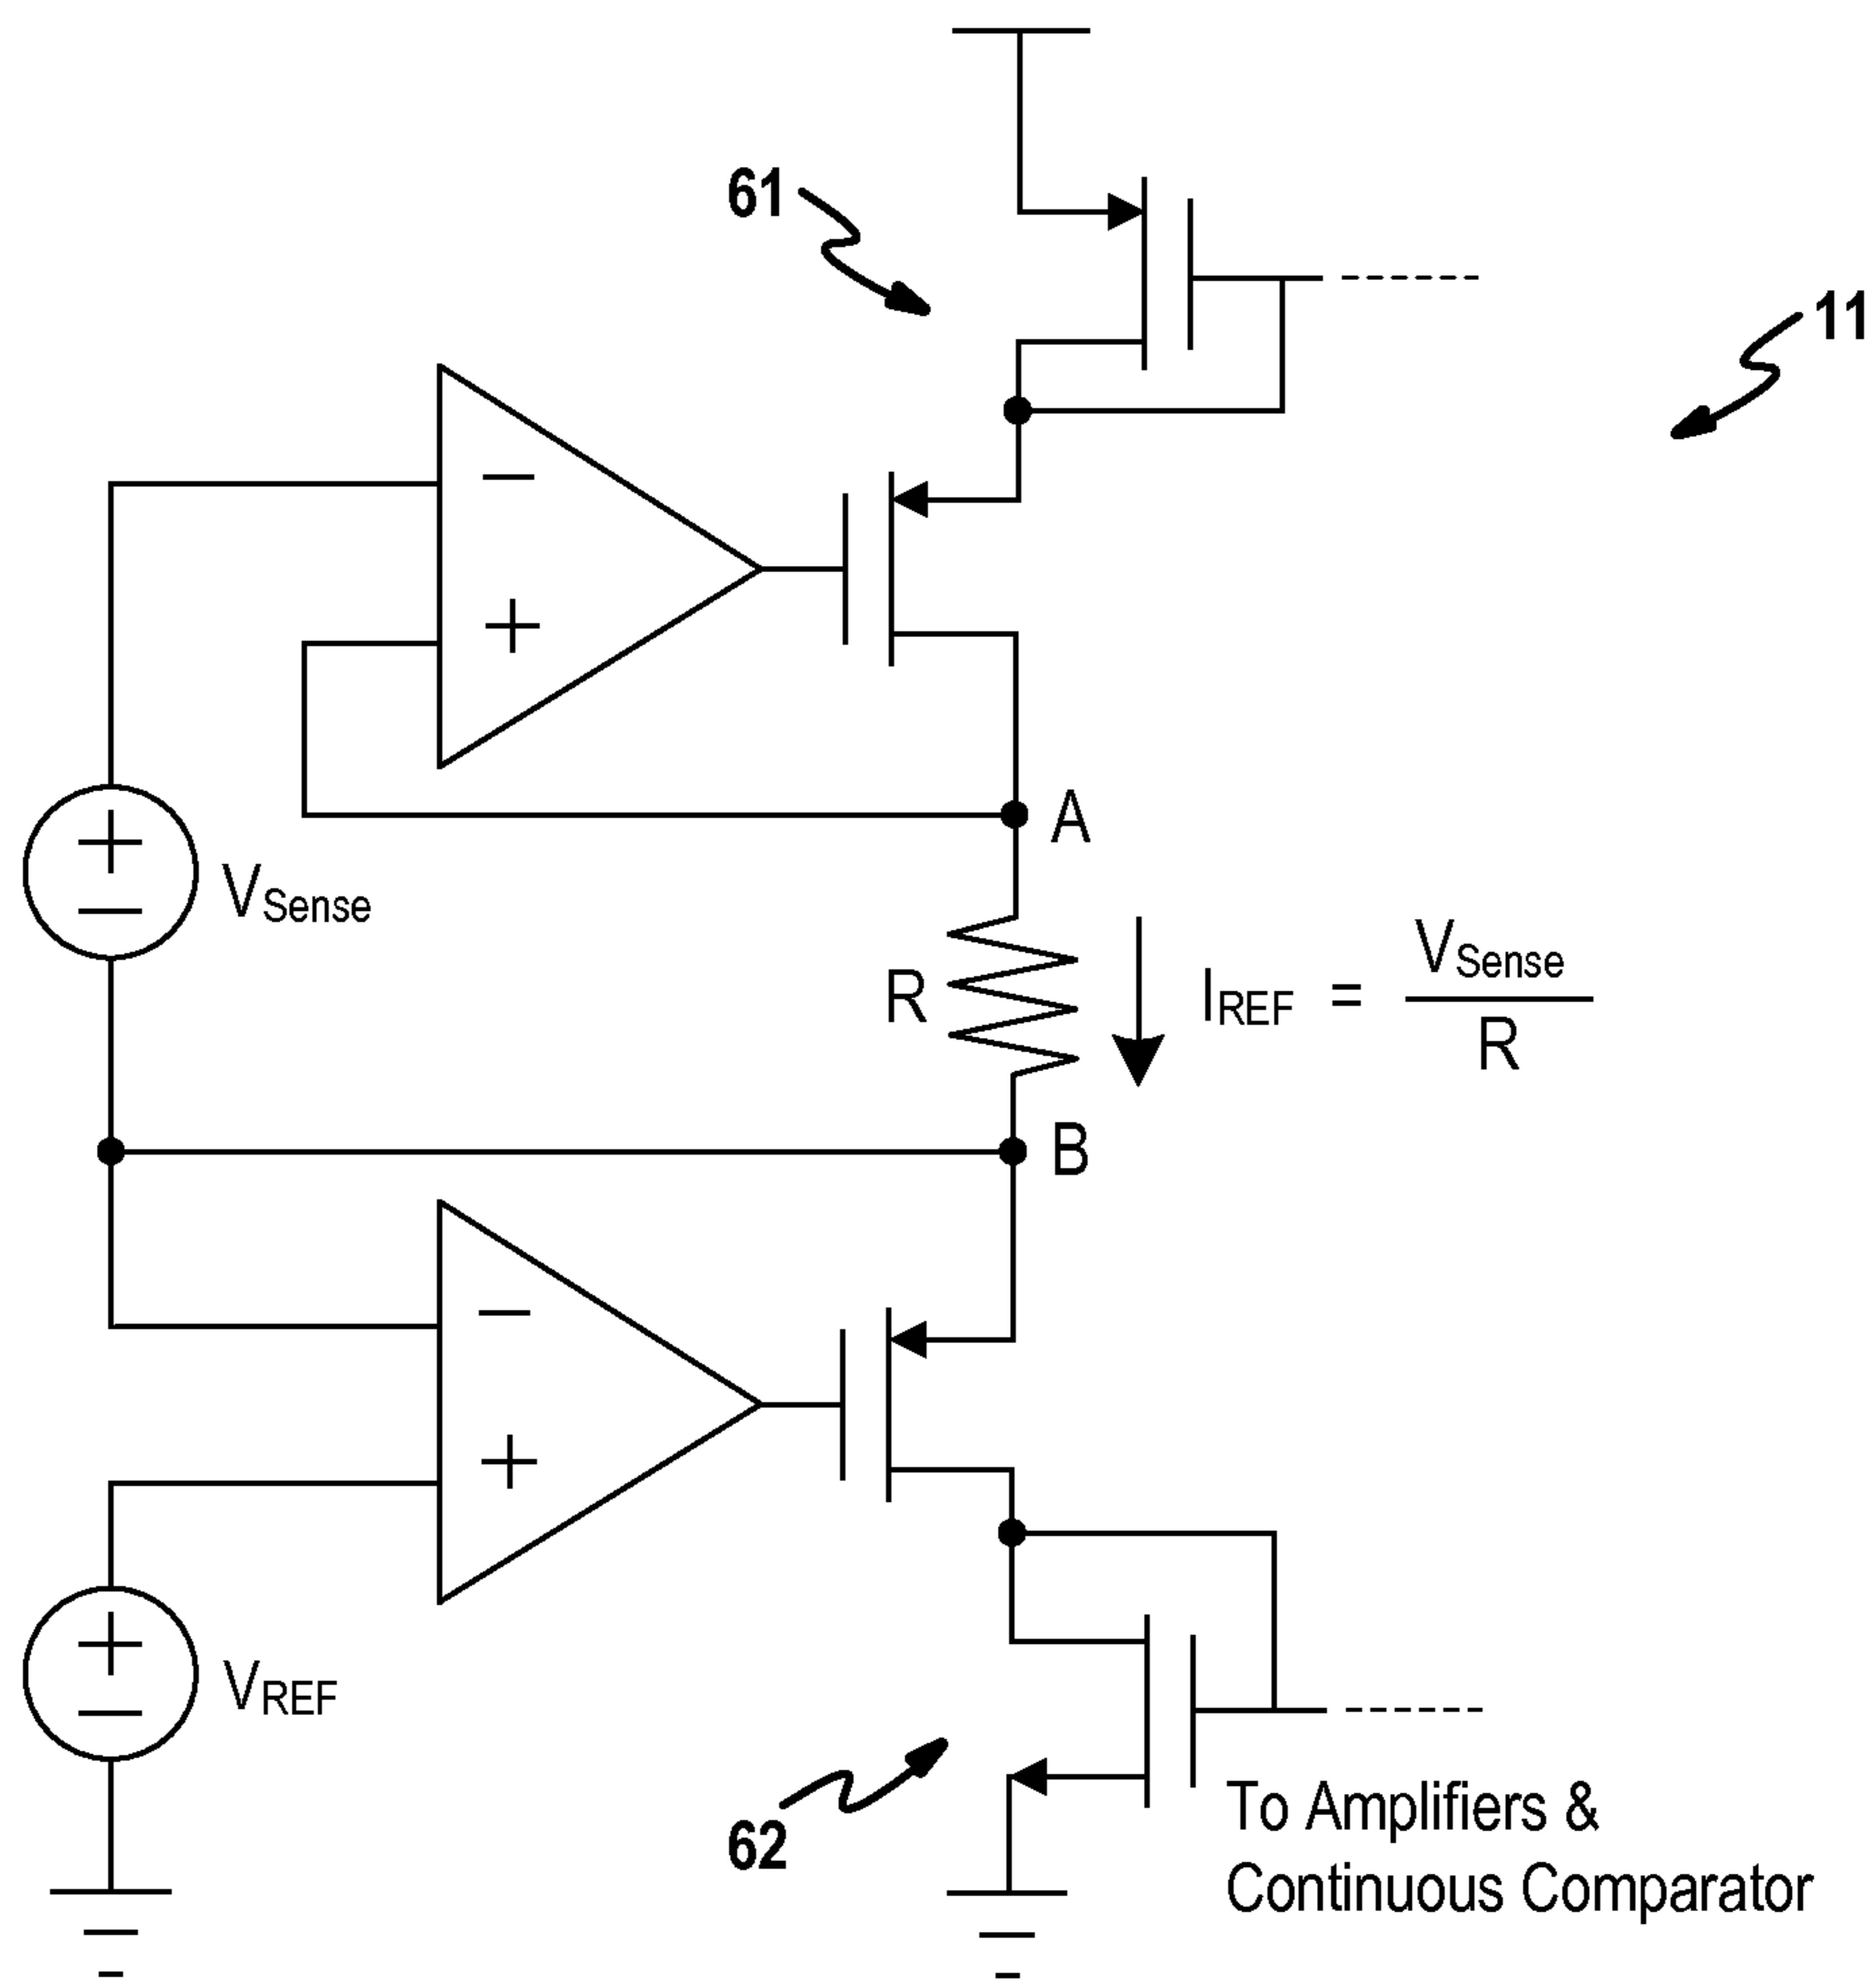 61
11
−
+
A
+
−
VSense
R
IREF = VSense
R
B
−
+
+
−
VREF
62
To Amplifiers &
Continuous Comparator